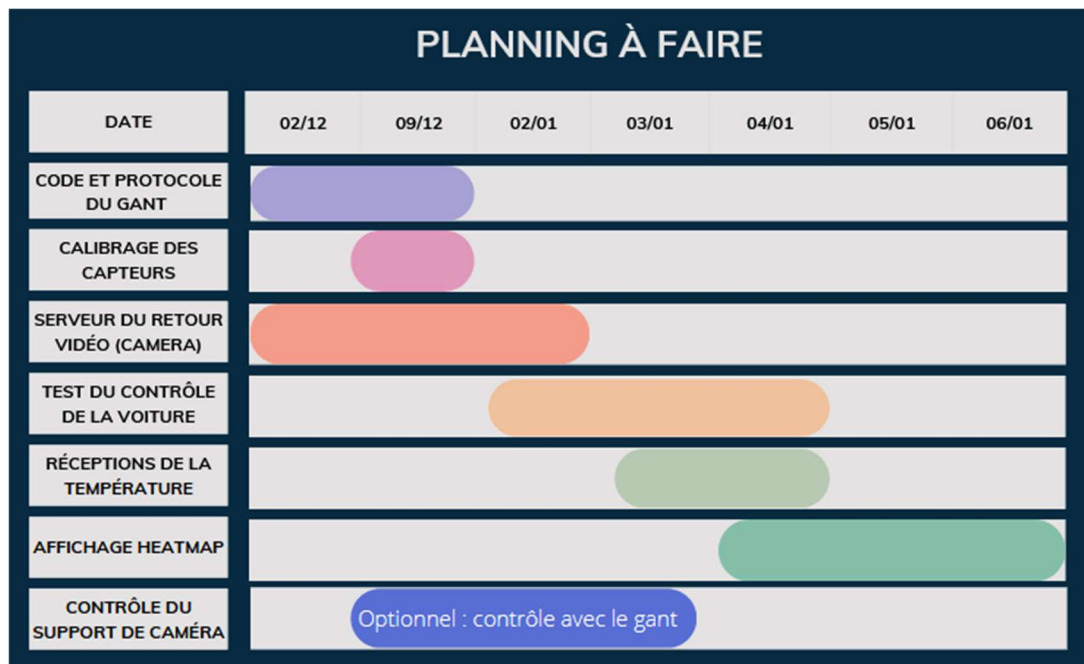 PLANNING À FAIRE
DATE 02/12 09/12 02/01 03/01 04/01 05/01 06/01
CODE ET PROTOCOLE
DU GANT
CALIBRAGE DES
CAPTEURS
SERVEUR DU RETOUR
VIDÉO (CAMERA)
TEST DU CONTRÔLE
DE LA VOITURE
RÉCEPTIONS DE LA
TEMPÉRATURE
AFFICHAGE HEATMAP
CONTRÔLE DU
SUPPORT DE CAMÉRA
Optionnel : contrôle avec le gant